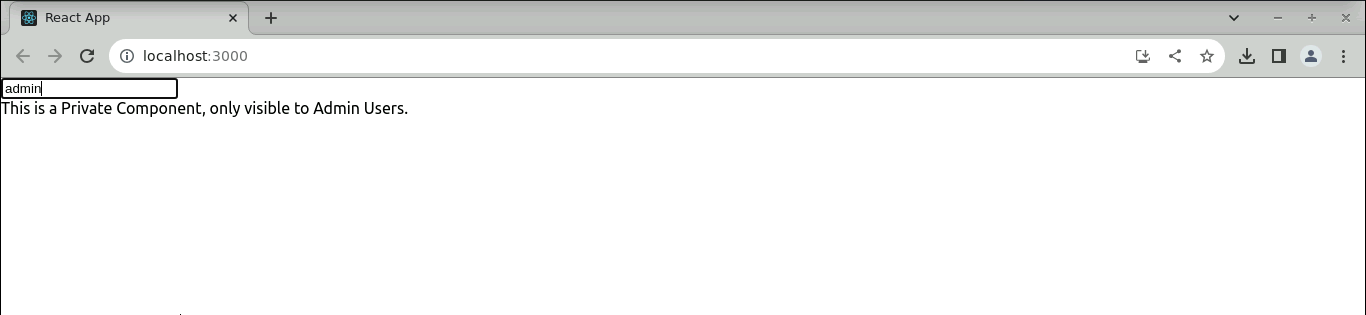 React App
localhost:3000
admin
This is a Private Component, only visible to Admin Users.